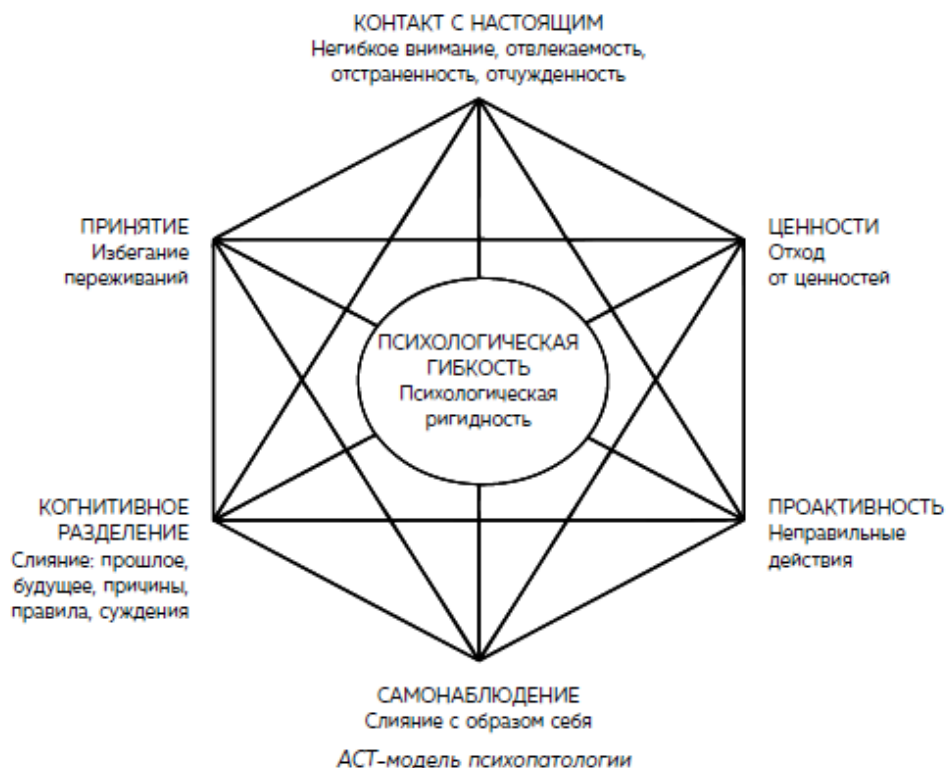 КОНТАКТ С НАСТОЯЩИМ
Негибкое внимание, отвлекаемость,
отстраненность, отчужденность
ПРИНЯТИЕ
Избегание
переживаний
ЦЕННОСТИ
Отход
от ценностей
ПСИХОЛОГИЧЕСКАЯ
ГИБКОСТЬ
Психологическая
ригидность
КОГНИТИВНОЕ
РАЗДЕЛЕНИЕ
Слияние: прошлое,
будущее, причины,
правила, суждения
ПРОАКТИВНОСТЬ
Неправильные
действия
САМОНАБЛЮДЕНИЕ
Слияние с образом себя
АСТ-модель психопатологии